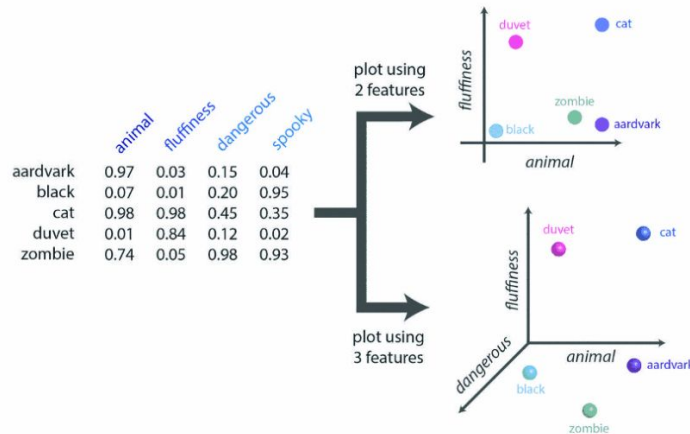 animal fluffiness dangerous spooky
aardvark 0.97 0.03 0.15 0.04
black 0.07 0.01 0.20 0.95
cat 0.98 0.98 0.45 0.35
duvet 0.01 0.84 0.12 0.02
zombie 0.74 0.05 0.98 0.93
plot using
2 features
fluffiness
duvet
cat
zombie
black
aardvark
animal
plot using
3 features
fluffiness
duvet
cat
dangerous
animal
black
aardvark
zombie